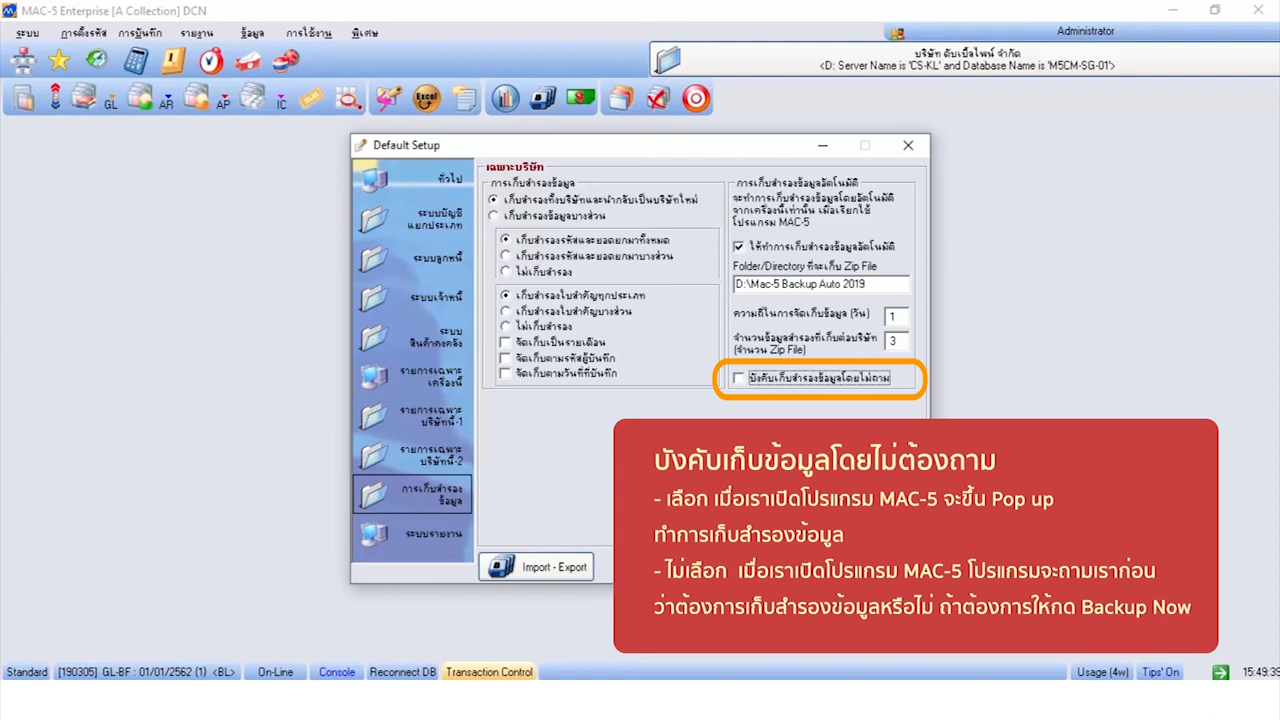 MAC-5 Enterprise [A Collection] DCN
ระบบ การตั้งรหัส การบันทึก รายงาน ข้อมูล การใช้งาน พิเศษ
Administrator
บริษัท ดับเบิ้ลไพน์ จำกัด
<D: Server Name is 'CS-KL' and Database Name is 'M5CM-SG-01'>
GL AR AP IC Excel
Default Setup
ทั่วไป
ระบบบัญชี
แยกประเภท
ระบบลูกหนี้
ระบบเจ้าหนี้
ระบบ
สินค้าคงคลัง
รายการเฉพาะ
เครื่องนี้
รายการเฉพาะ
บริษัทนี้-1
รายการเฉพาะ
บริษัทนี้-2
การเก็บสำรอง
ข้อมูล
ระบบรายงาน
เฉพาะบริษัท
การเก็บสำรองข้อมูล
เก็บสำรองทั้งบริษัทและนำกลับเป็นบริษัทใหม่
เก็บสำรองข้อมูลบางส่วน
เก็บสำรองรหัสและยอดยกมาทั้งหมด
เก็บสำรองรหัสและยอดยกมาบางส่วน
ไม่เก็บสำรอง
เก็บสำรองใบสำคัญทุกประเภท
เก็บสำรองใบสำคัญบางส่วน
ไม่เก็บสำรอง
จัดเก็บเป็นรายเดือน
จัดเก็บตามรหัสผู้บันทึก
จัดเก็บตามวันที่ที่บันทึก
การเก็บสำรองข้อมูลอัตโนมัติ
จะทำการเก็บสำรองข้อมูลโดยอัตโนมัติ
จากเครื่องนี้เท่านั้น เมื่อเรียกใช้
โปรแกรม MAC-5
ให้ทำการเก็บสำรองข้อมูลอัตโนมัติ
Folder/Directory ที่จะเก็บ Zip File
D:\Mac-5 Backup Auto 2019
ความถี่ในการจัดเก็บข้อมูล (วัน) 1
จำนวนข้อมูลสำรองที่เก็บต่อบริษัท 3
(จำนวน Zip File)
บังคับเก็บสำรองข้อมูลโดยไม่ถาม
Import - Export
บังคับเก็บข้อมูลโดยไม่ต้องถาม
- เลือก เมื่อเราเปิดโปรแกรม MAC-5 จะขึ้น Pop up
ทำการเก็บสำรองข้อมูล
- ไม่เลือก เมื่อเราเปิดโปรแกรม MAC-5 โปรแกรมจะถามเราก่อน
ว่าต้องการเก็บสำรองข้อมูลหรือไม่ ถ้าต้องการให้กด Backup Now
Standard [190305] GL-BF : 01/01/2562 (1) <BL> On-Line Console Reconnect DB Transaction Control Usage (4w) Tips' On 15:49:39